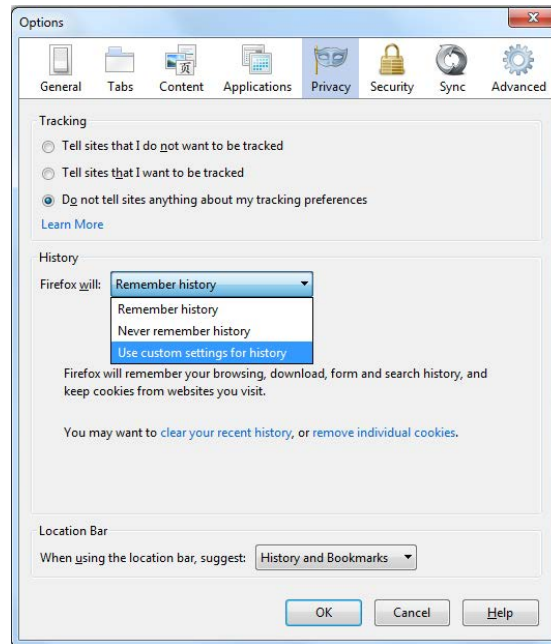 Options
General Tabs Content Applications Privacy Security Sync Advanced
Tracking
Tell sites that I do not want to be tracked
Tell sites that I want to be tracked
Do not tell sites anything about my tracking preferences
Learn More
History
Firefox will: Remember history
Remember history
Never remember history
Use custom settings for history
Firefox will remember your browsing, download, form and search history, and
keep cookies from websites you visit.
You may want to clear your recent history, or remove individual cookies.
Location Bar
When using the location bar, suggest: History and Bookmarks
OK Cancel Help